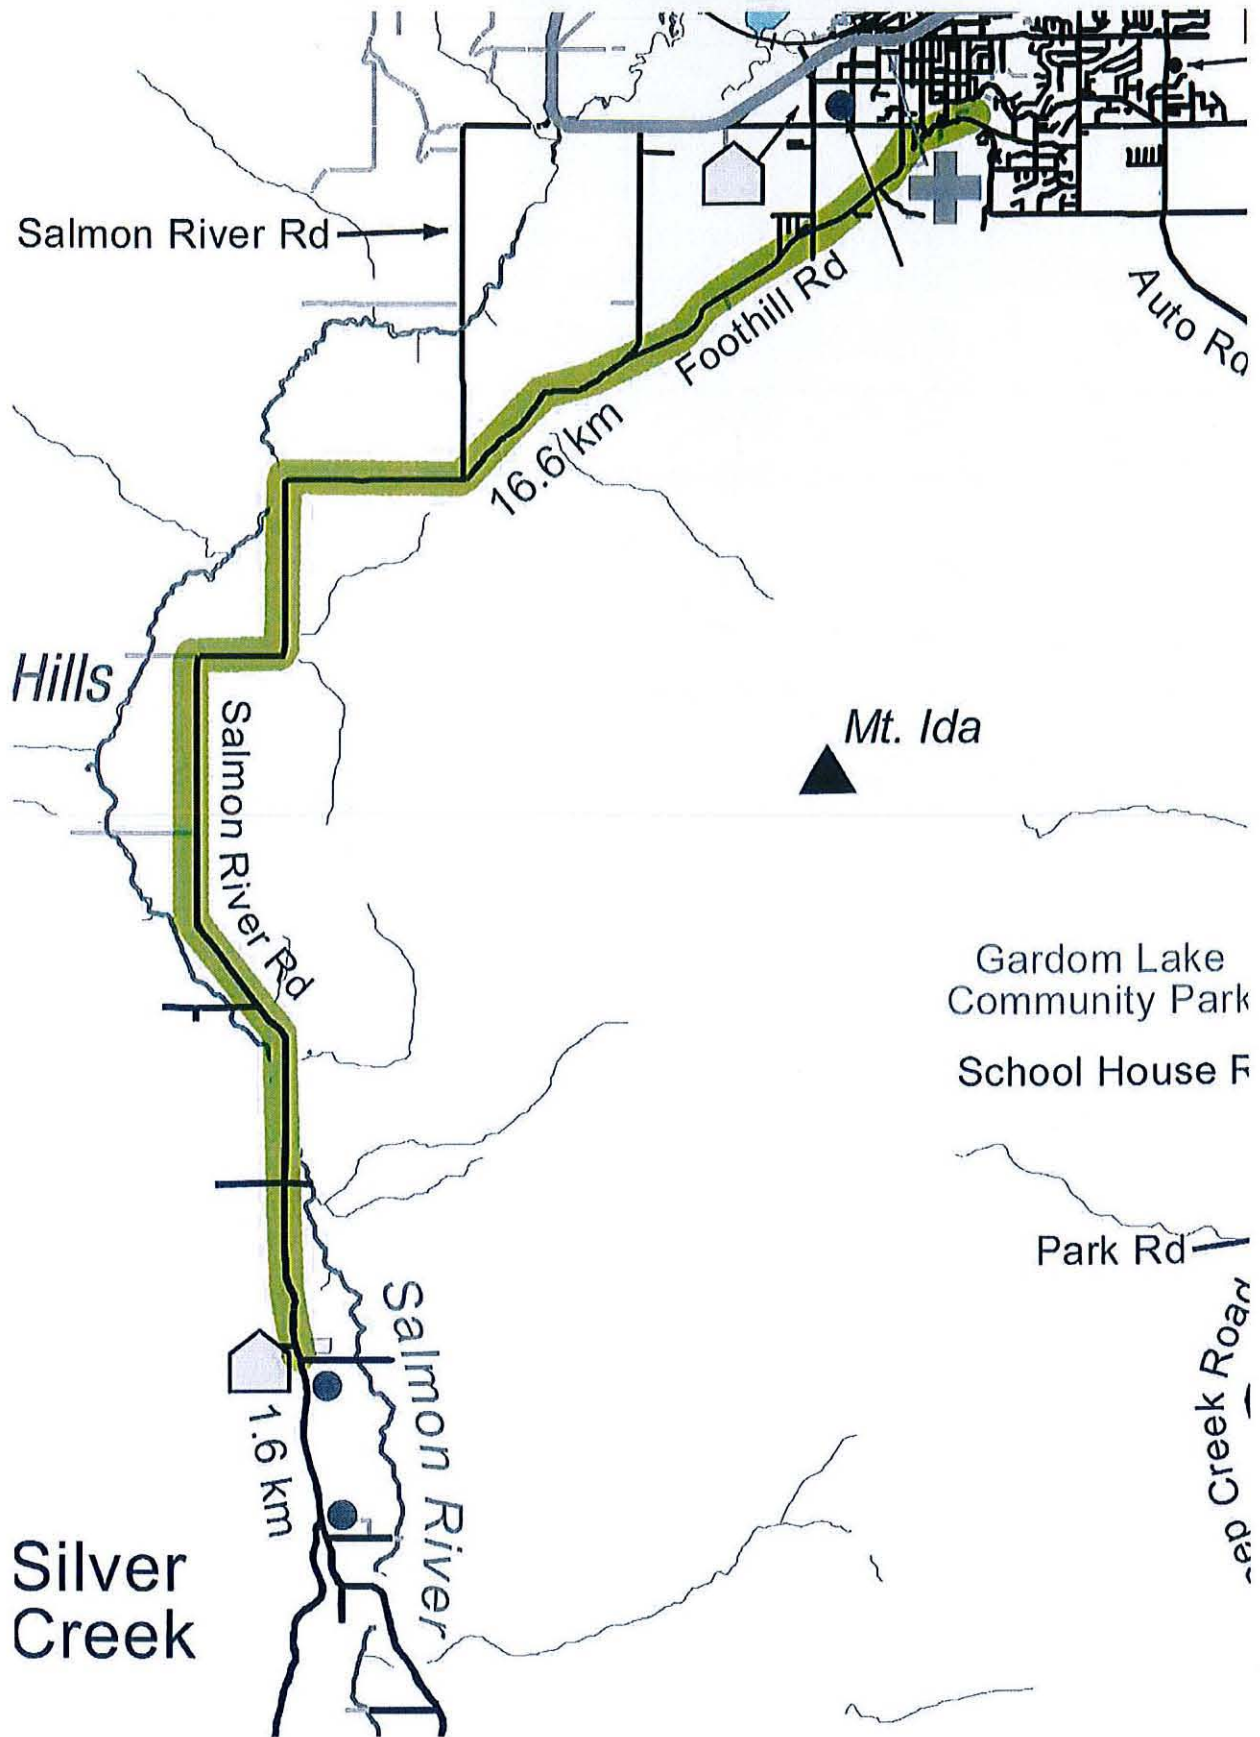 Salmon River Rd
Foothill Rd
Auto Rd
16.6 km
Hills
Salmon River Rd
Mt. Ida
Gardom Lake
Community Park
School House R
Park Rd
Creek Road
1.6 km
Salmon River
Silver
Creek